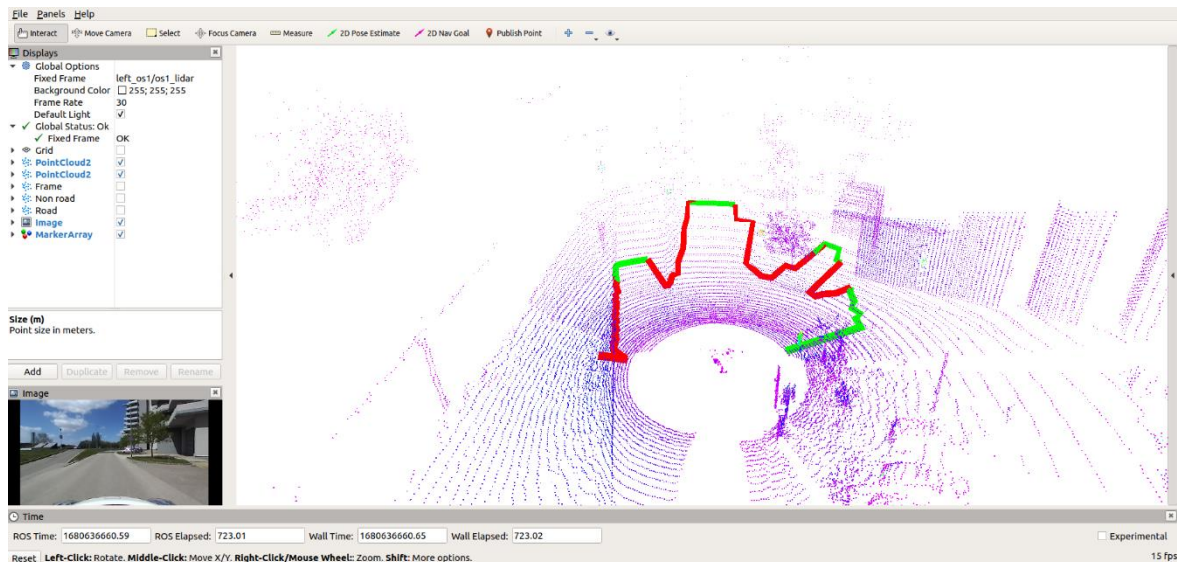 File Panels Help
Interact Move Camera Select Focus Camera Measure 2D Pose Estimate 2D Nav Goal Publish Point
Displays
Global Options
Fixed Frame left_os1/os1_lidar
Background Color 255; 255; 255
Frame Rate 30
Default Light
Global Status: Ok
Fixed Frame OK
Grid
PointCloud2
PointCloud2
Frame
Non road
Road
Image
MarkerArray
Size (m)
Point size in meters.
Add Duplicate Remove Rename
Image
Time
ROS Time: 1680636660.59 ROS Elapsed: 723.01 Wall Time: 1680636660.65 Wall Elapsed: 723.02 Experimental
Reset Left-Click: Rotate. Middle-Click: Move X/Y. Right-Click/Mouse Wheel:: Zoom. Shift: More options. 15 fps